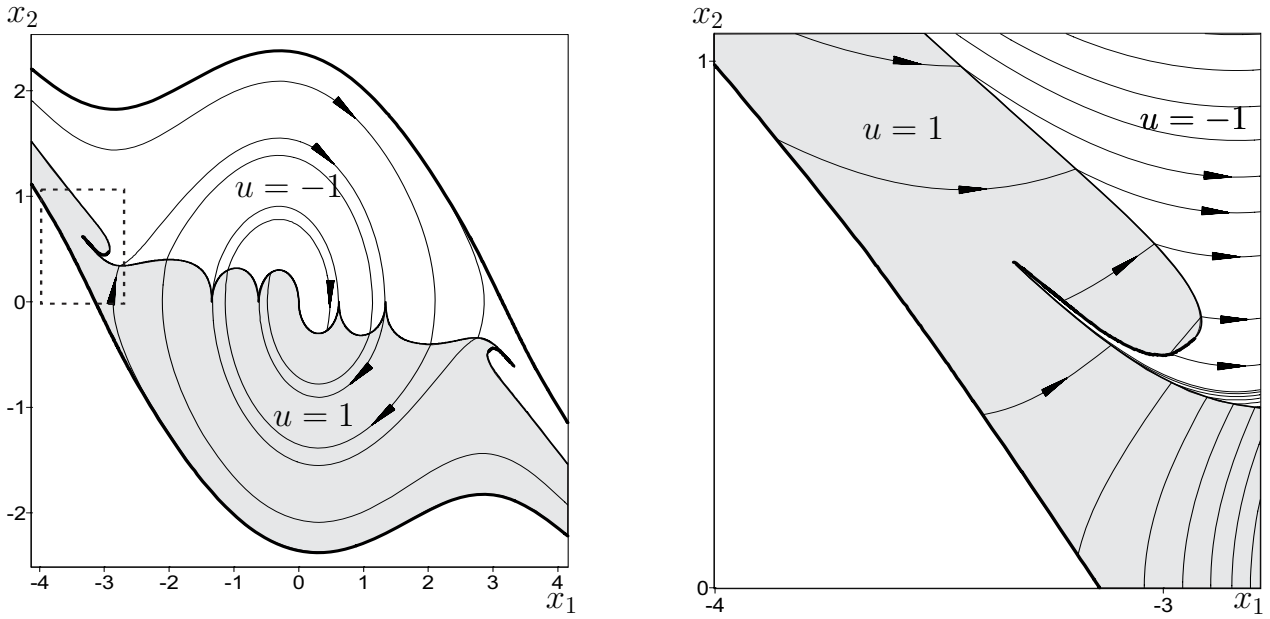 x₂
2
1
0
-1
-2
-4 -3 -2 -1 0 1 2 3 4
x₁
u = −1
u = 1
x₂
1
0
-4 -3
x₁
u = 1
u = −1